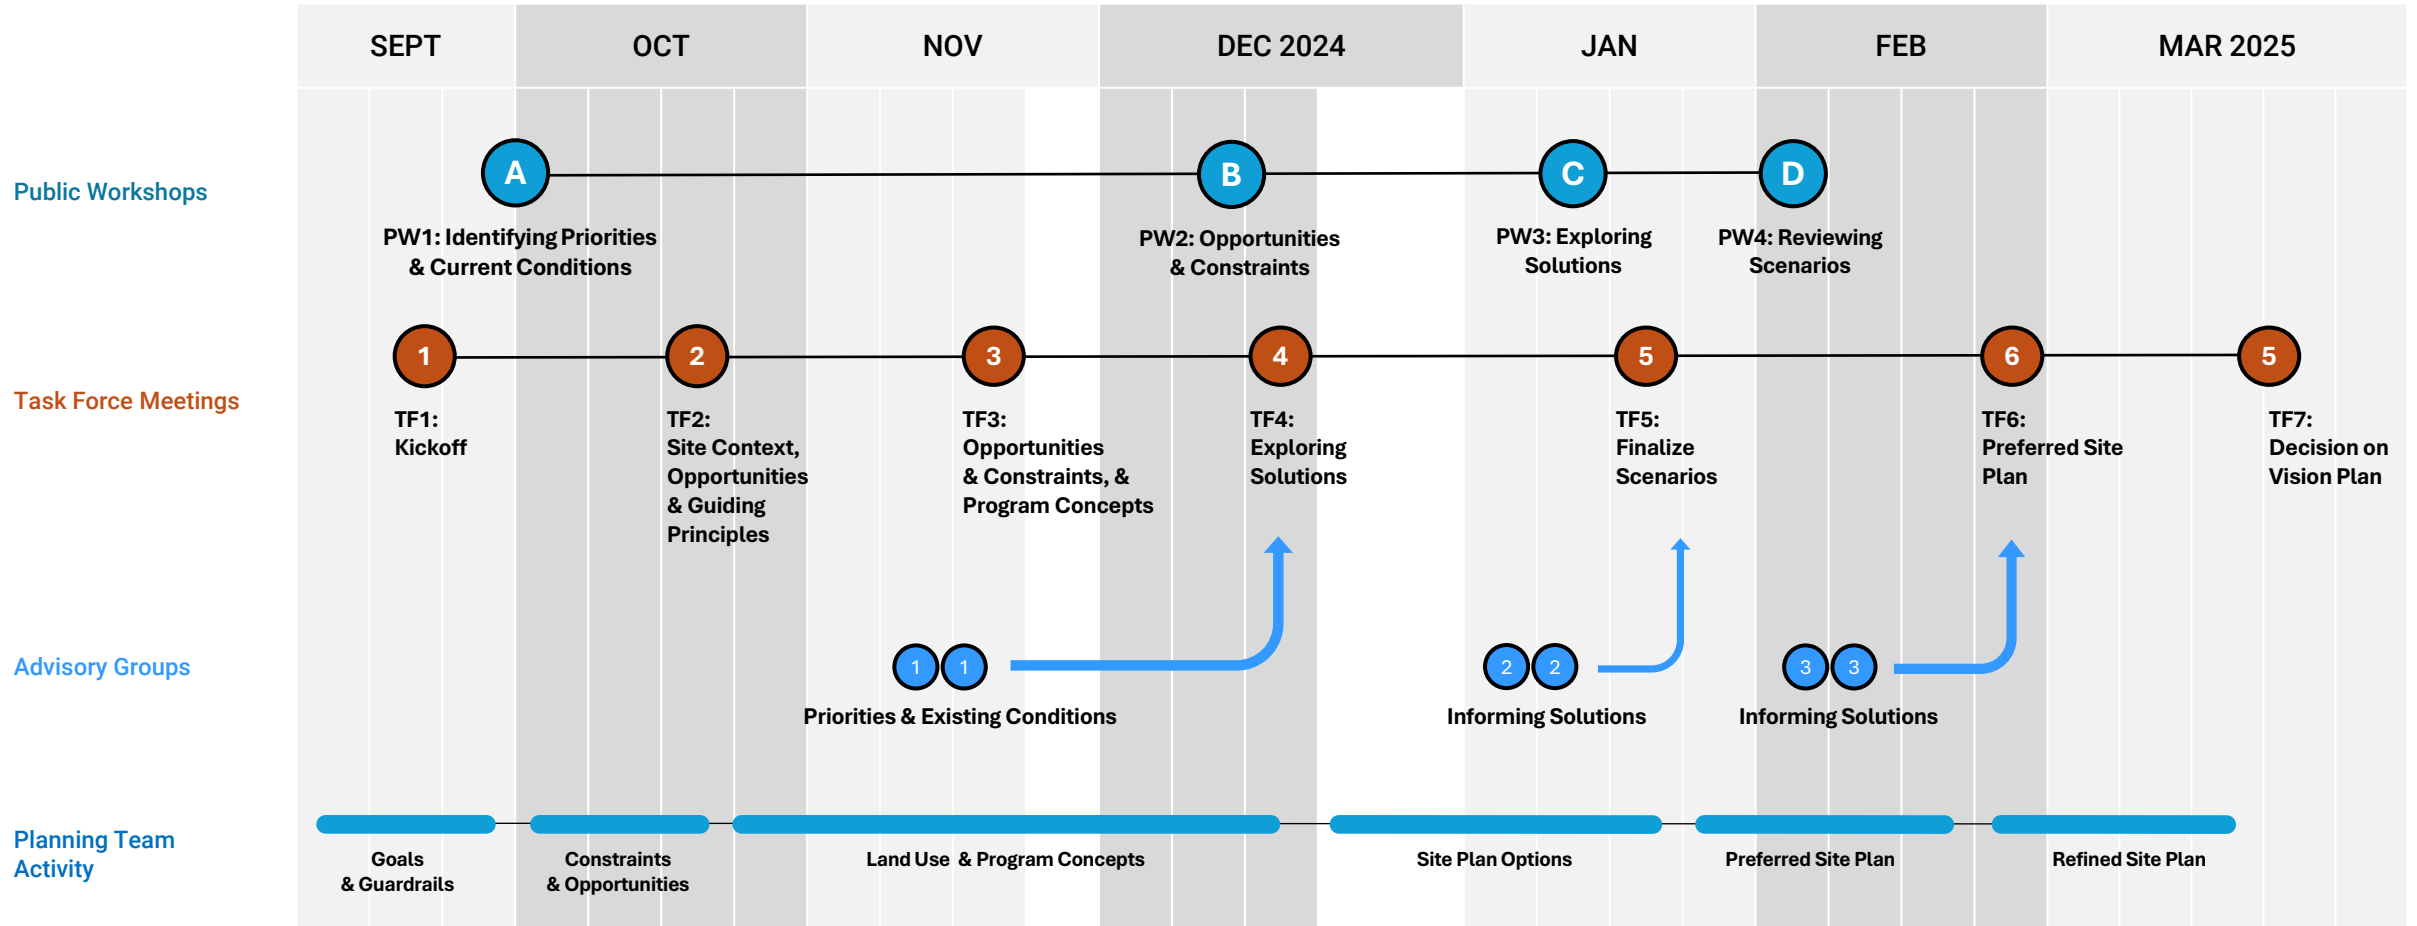 SEPT
OCT
NOV
DEC 2024
JAN
FEB
MAR 2025
Public Workshops
A
B
C
D
PW1: Identifying Priorities
& Current Conditions
PW2: Opportunities
& Constraints
PW3: Exploring
Solutions
PW4: Reviewing
Scenarios
Task Force Meetings
1
2
3
4
5
6
5
TF1:
Kickoff
TF2:
Site Context,
Opportunities
& Guiding
Principles
TF3:
Opportunities
& Constraints, &
Program Concepts
TF4:
Exploring
Solutions
TF5:
Finalize
Scenarios
TF6:
Preferred Site
Plan
TF7:
Decision on
Vision Plan
Advisory Groups
1
1
2
2
3
3
Priorities & Existing Conditions
Informing Solutions
Informing Solutions
Planning Team
Activity
Goals
& Guardrails
Constraints
& Opportunities
Land Use & Program Concepts
Site Plan Options
Preferred Site Plan
Refined Site Plan